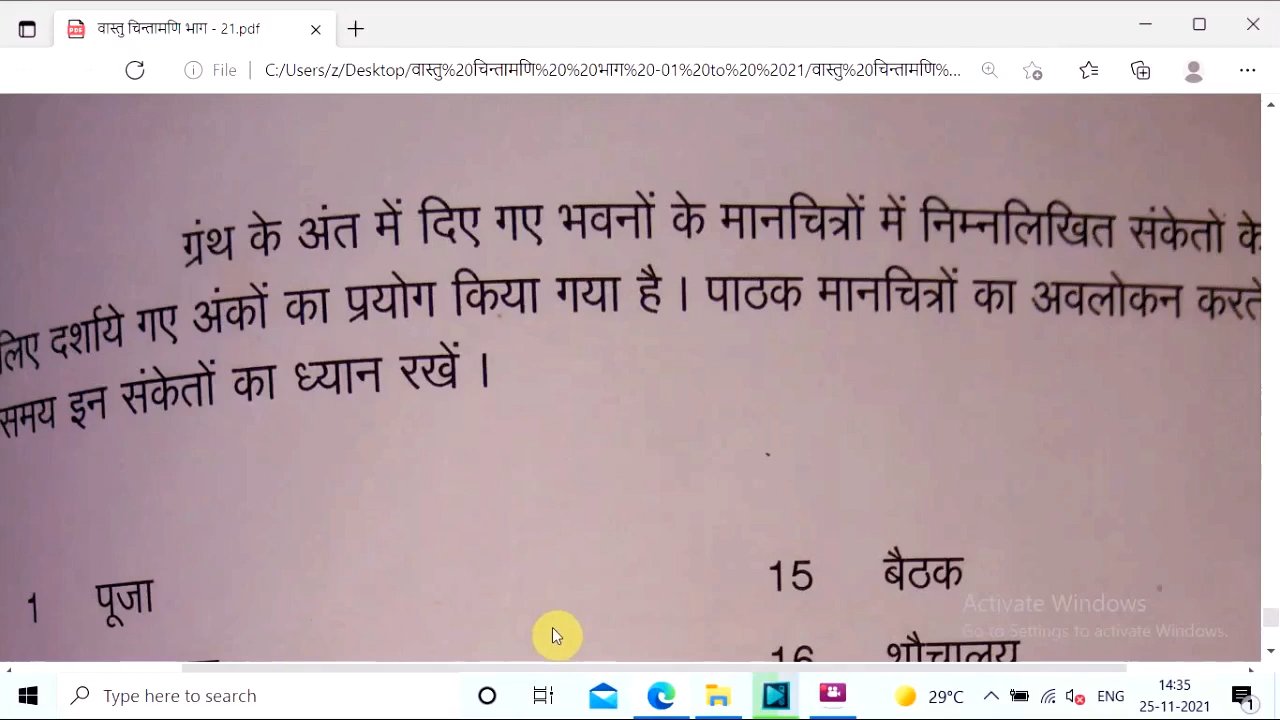 वास्तु चिन्तामणि भाग - 21.pdf
File
C:/Users/z/Desktop/वास्तु%20चिन्तामणि%20%20भाग%20-01%20to%20%2021/वास्तु%20चिन्तामणि%...
ग्रंथ के अंत में दिए गए भवनों के मानचित्रों में निम्नलिखित संकेतो के
लिए दर्शाये गए अंकों का प्रयोग किया गया है । पाठक मानचित्रों का अवलोकन करते
समय इन संकेतों का ध्यान रखें ।
1 पूजा
15 बैठक
16 शौचालय
Activate Windows
Go to Settings to activate Windows.
Type here to search
29°C
ENG
14:35
25-11-2021
1